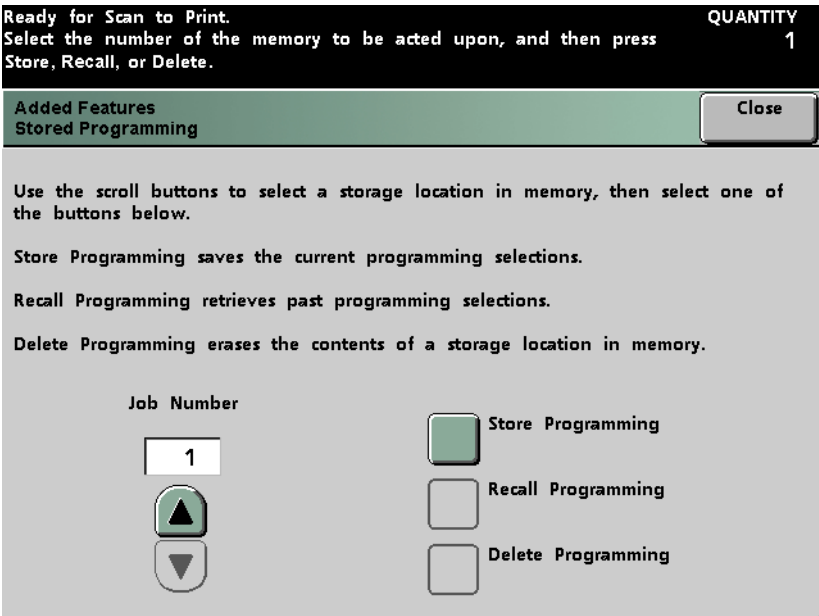 Ready for Scan to Print.
QUANTITY
Select the number of the memory to be acted upon, and then press
1
Store, Recall, or Delete.
Added Features
Close
Stored Programming
Use the scroll buttons to select a storage location in memory, then select one of
the buttons below.
Store Programming saves the current programming selections.
Recall Programming retrieves past programming selections.
Delete Programming erases the contents of a storage location in memory.
Job Number
1
Store Programming
Recall Programming
Delete Programming